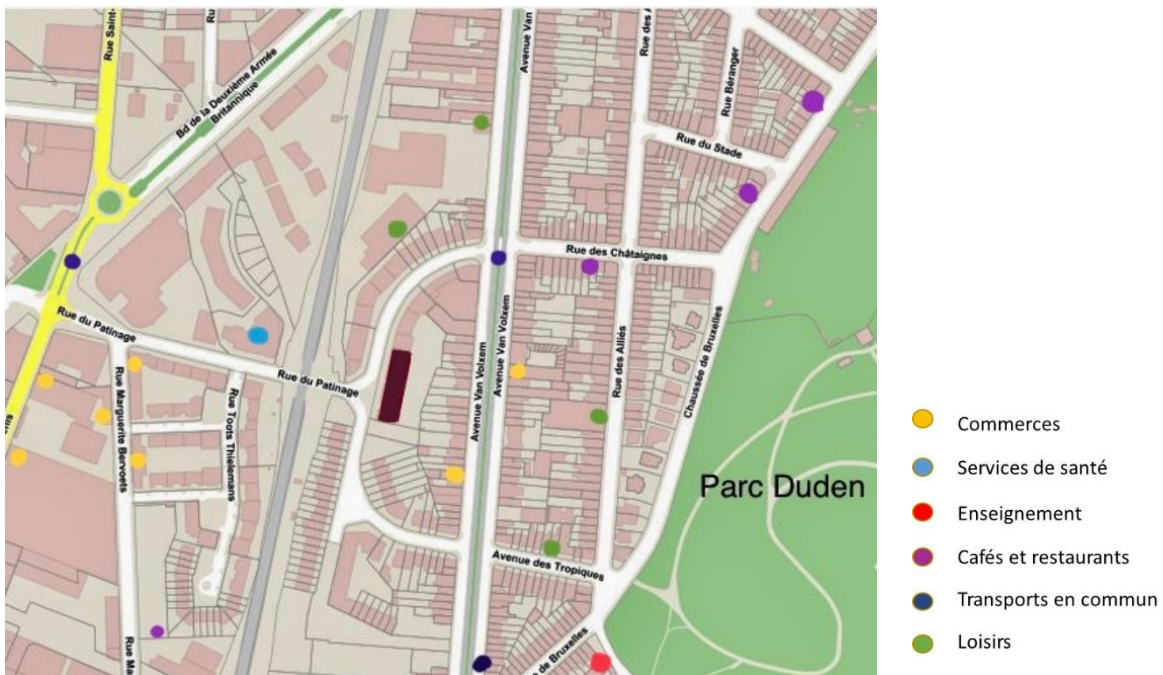 Rue Saint-
Ru
Bd de la Deuxième Armée
Britannique
Avenue Van
Rue des A
Rue Béranger
Rue du Stade
Rue des Châtaignes
Rue du Patinage
Rue du Patinage
Rue Marguerite Bervoets
Rue Toots Thielemans
Avenue Van Volxem
Avenue Van Volxem
Rue des Alliés
Chaussée de Bruxelles
Parc Duden
Avenue des Tropiques
nis
Rue Ma
e de Bruxelles
Commerces
Services de santé
Enseignement
Cafés et restaurants
Transports en commun
Loisirs